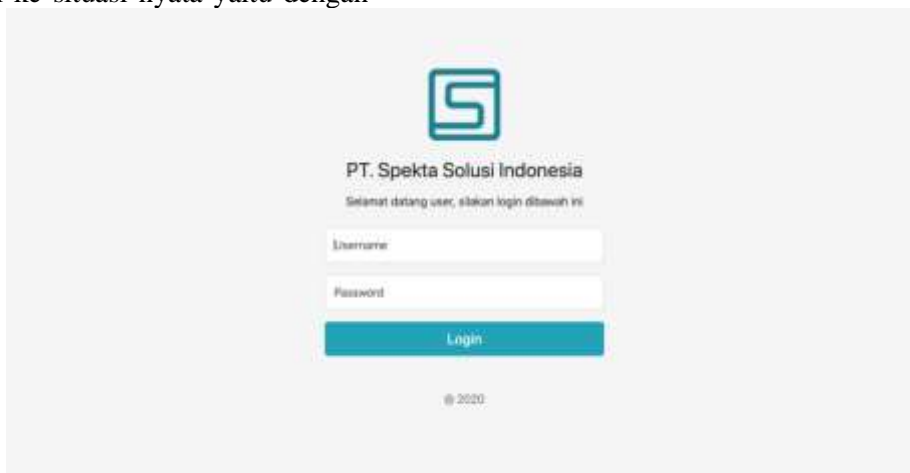 ke situasi nyata yaitu dengan
PT. Spekta Solusi Indonesia
Selamat datang user, silakan login dibawah ini
Username
Password
Login
© 2020